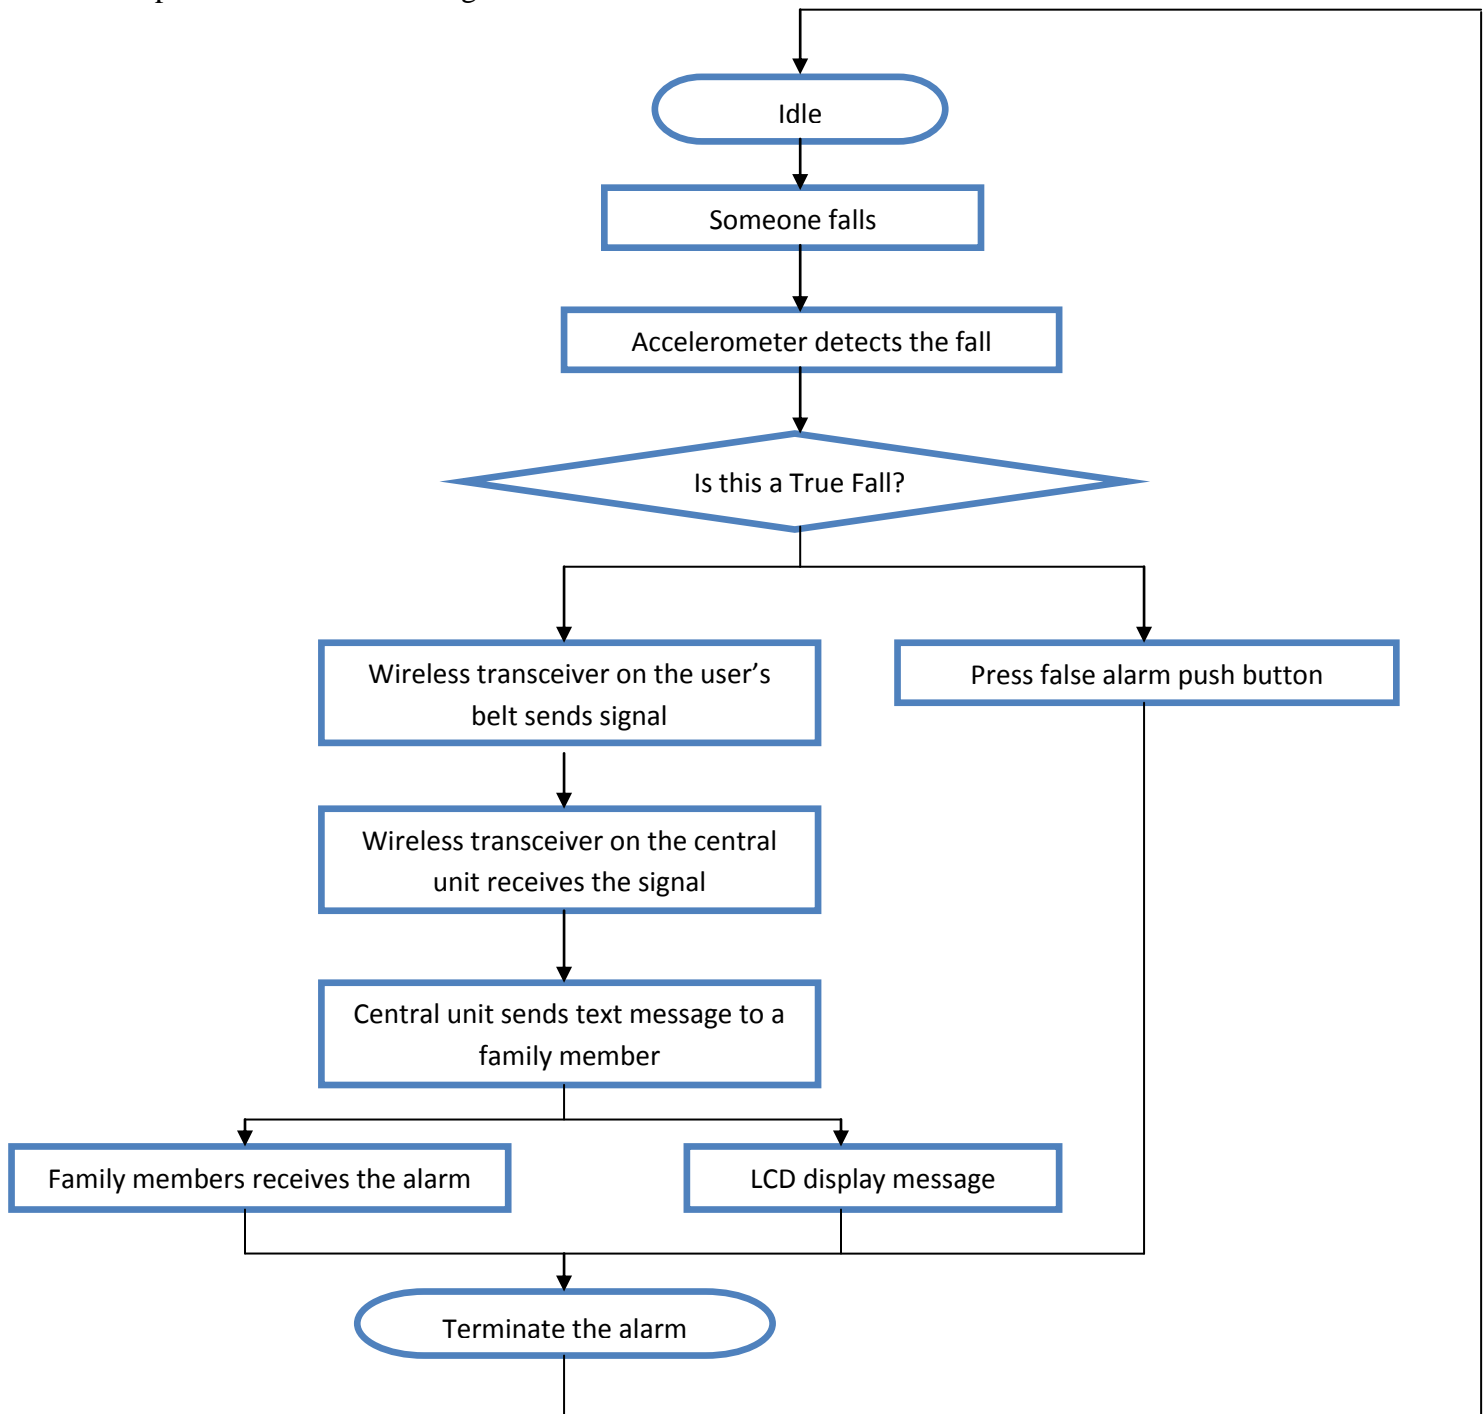 Idle
Someone falls
Accelerometer detects the fall
Is this a True Fall?
Wireless transceiver on the user’s
belt sends signal
Press false alarm push button
Wireless transceiver on the central
unit receives the signal
Central unit sends text message to a
family member
Family members receives the alarm
LCD display message
Terminate the alarm